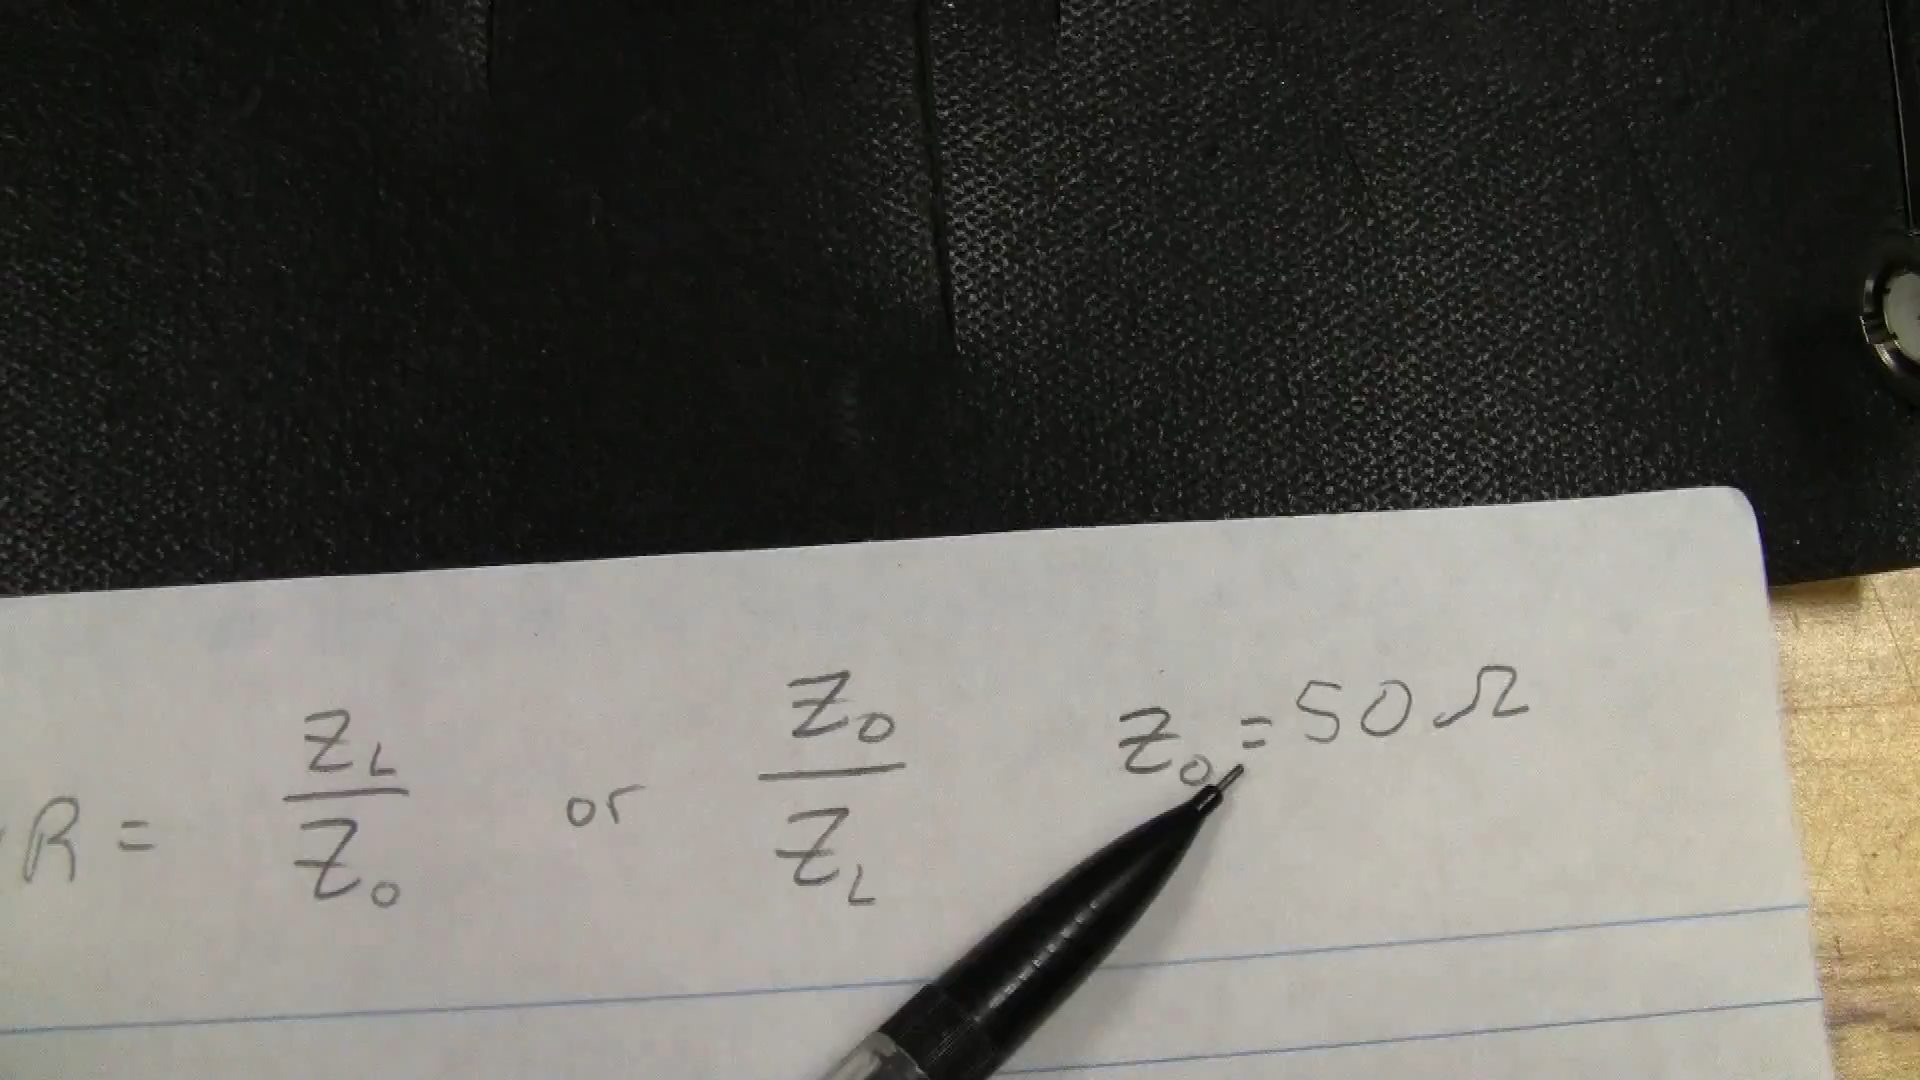 R = Z_L / Z_0 or Z_0 / Z_L Z_0 = 50 Ω